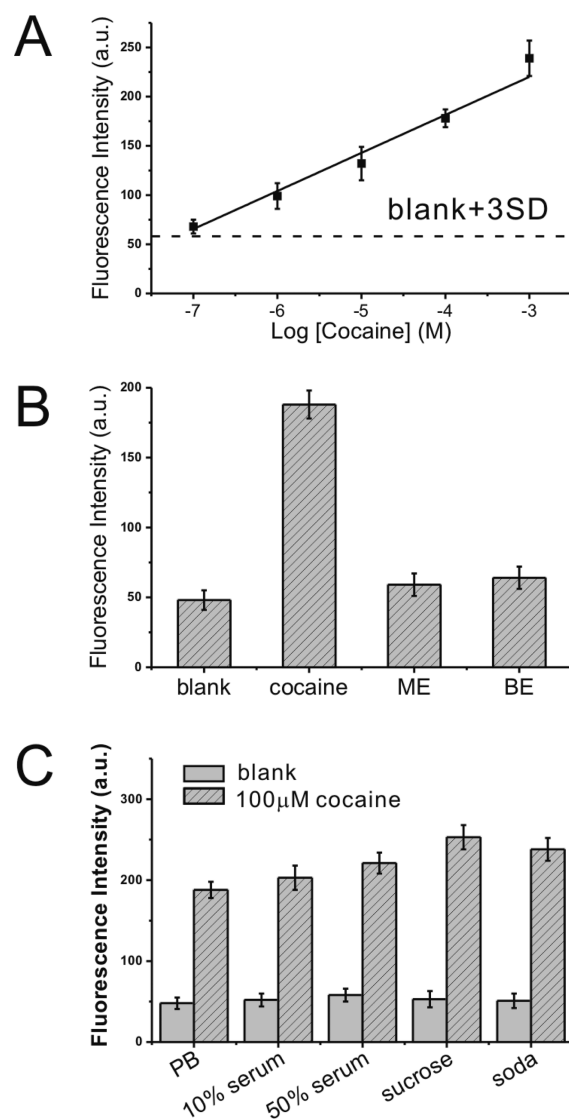 A
Fluorescence Intensity (a.u.)
250
200
150
100
50
0
blank+3SD
-7 -6 -5 -4 -3
Log [Cocaine] (M)
B
Fluorescence Intensity (a.u.)
200
150
100
50
0
blank cocaine ME BE
C
Fluorescence Intensity (a.u.)
blank
100μM cocaine
300
200
100
0
PB 10% serum 50% serum sucrose soda